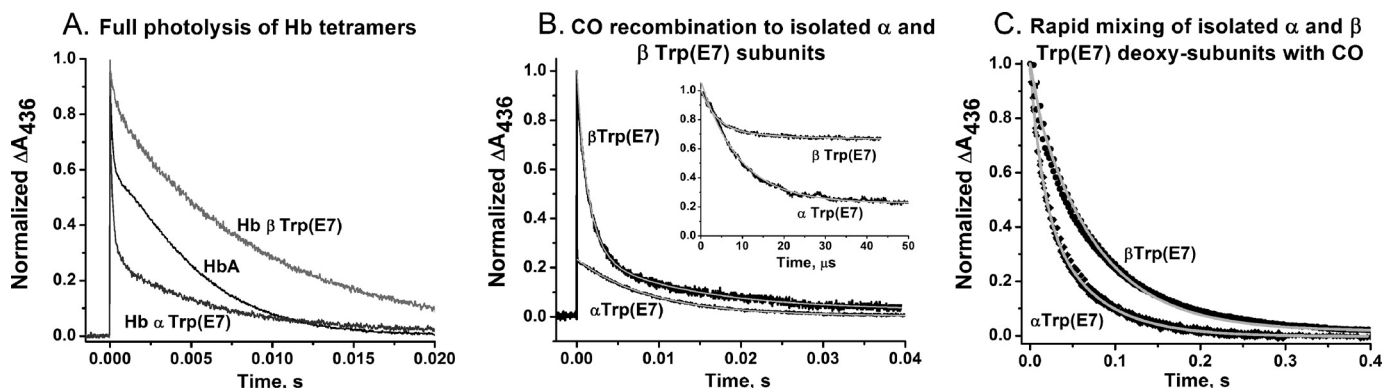 A. Full photolysis of Hb tetramers
Normalized ΔA436
1.0
0.8
0.6
0.4
0.2
0.0
Hb β Trp(E7)
HbA
Hb α Trp(E7)
0.000 0.005 0.010 0.015 0.020
Time, s
B. CO recombination to isolated α and
β Trp(E7) subunits
Normalized ΔA436
1.0
0.8
0.6
0.4
0.2
0.0
βTrp(E7)
αTrp(E7)
1.0
0.8
0.6
0.4
0.2
0.0
β Trp(E7)
α Trp(E7)
0 10 20 30 40 50
Time, μs
0.00 0.01 0.02 0.03 0.04
Time, s
C. Rapid mixing of isolated α and β
Trp(E7) deoxy-subunits with CO
Normalized ΔA436
1.0
0.8
0.6
0.4
0.2
0.0
βTrp(E7)
αTrp(E7)
0.0 0.1 0.2 0.3 0.4
Time, s